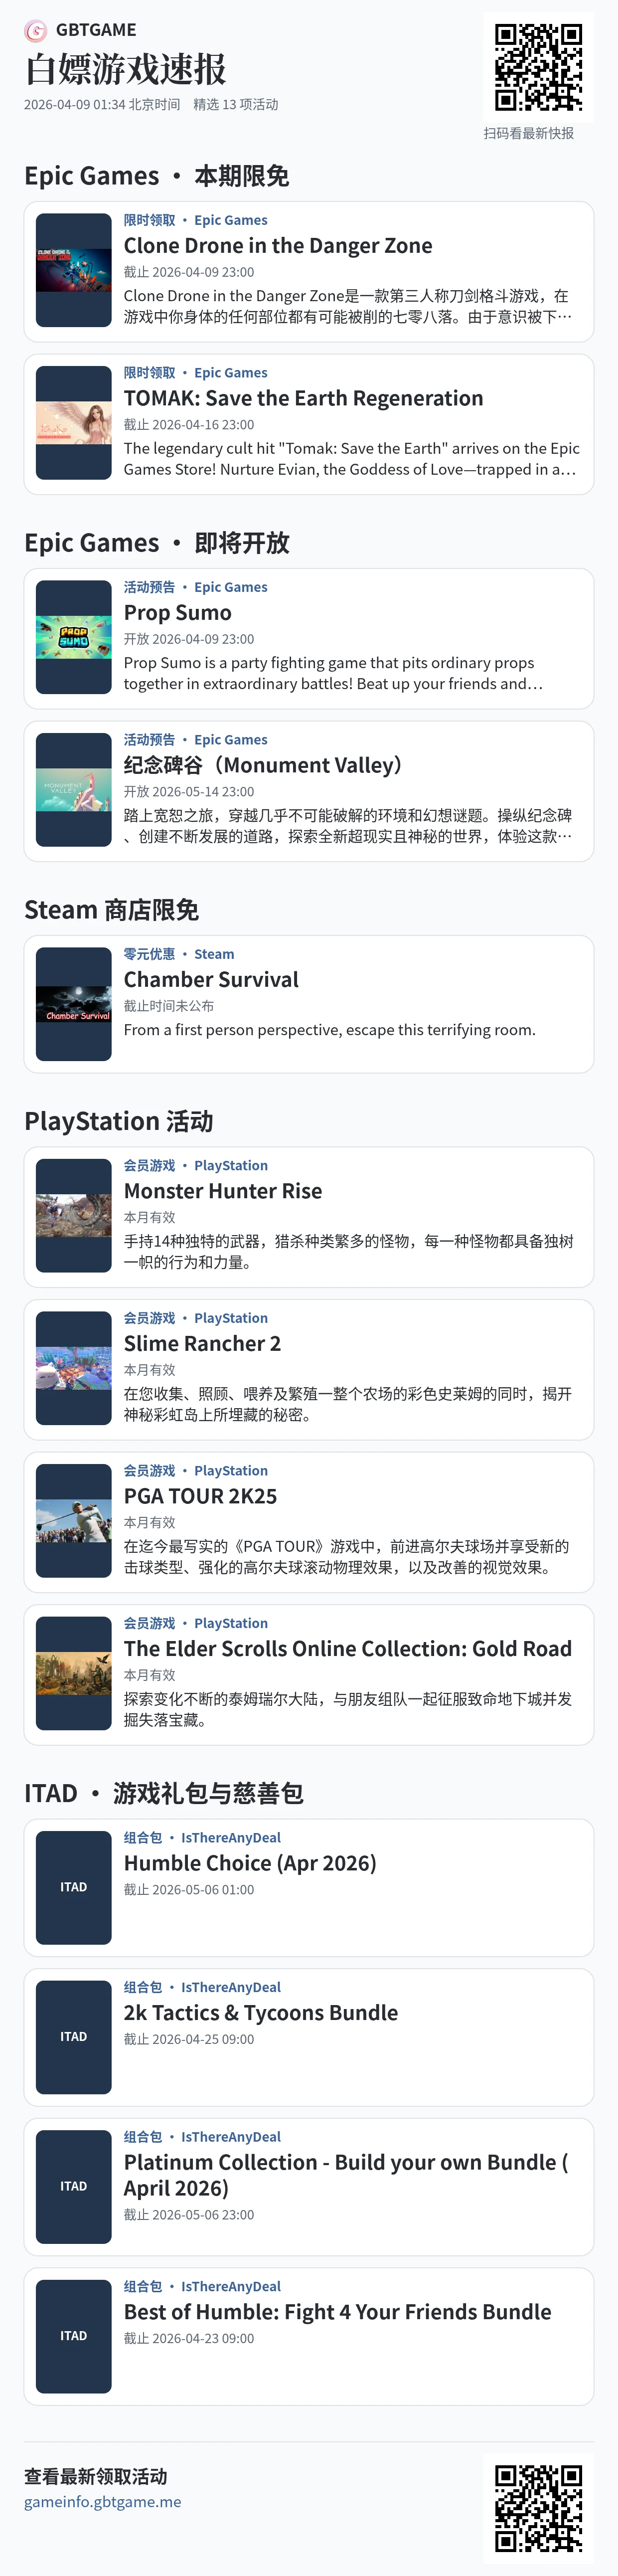 GBTGAME
白嫖游戏速报
2026-04-09 01:34 北京时间 精选 13 项活动
扫码看最新快报
Epic Games · 本期限免
限时领取 · Epic Games
CLONE DRONE IN THE DANGER ZONE
Clone Drone in the Danger Zone
截止 2026-04-09 23:00
Clone Drone in the Danger Zone是一款第三人称刀剑格斗游戏，在
游戏中你身体的任何部位都有可能被削的七零八落。由于意识被下…
限时领取 · Epic Games
TOMAK: Save the Earth Regeneration
截止 2026-04-16 23:00
The legendary cult hit "Tomak: Save the Earth" arrives on the Epic
Games Store! Nurture Evian, the Goddess of Love—trapped in a…
Epic Games · 即将开放
活动预告 · Epic Games
PROP SUMO
Prop Sumo
开放 2026-04-09 23:00
Prop Sumo is a party fighting game that pits ordinary props
together in extraordinary battles! Beat up your friends and…
活动预告 · Epic Games
MONUMENT VALLEY
纪念碑谷（Monument Valley）
开放 2026-05-14 23:00
踏上宽恕之旅，穿越几乎不可能破解的环境和幻想谜题。操纵纪念碑
、创建不断发展的道路，探索全新超现实且神秘的世界，体验这款…
Steam 商店限免
零元优惠 · Steam
Chamber Survival
Chamber Survival
截止时间未公布
From a first person perspective, escape this terrifying room.
PlayStation 活动
会员游戏 · PlayStation
Monster Hunter Rise
本月有效
手持14种独特的武器，猎杀种类繁多的怪物，每一种怪物都具备独树
一帜的行为和力量。
会员游戏 · PlayStation
Slime Rancher 2
本月有效
在您收集、照顾、喂养及繁殖一整个农场的彩色史莱姆的同时，揭开
神秘彩虹岛上所埋藏的秘密。
会员游戏 · PlayStation
PGA TOUR 2K25
本月有效
在迄今最写实的《PGA TOUR》游戏中，前进高尔夫球场并享受新的
击球类型、强化的高尔夫球滚动物理效果，以及改善的视觉效果。
会员游戏 · PlayStation
The Elder Scrolls Online Collection: Gold Road
本月有效
探索变化不断的泰姆瑞尔大陆，与朋友组队一起征服致命地下城并发
掘失落宝藏。
ITAD · 游戏礼包与慈善包
组合包 · IsThereAnyDeal
ITAD
Humble Choice (Apr 2026)
截止 2026-05-06 01:00
组合包 · IsThereAnyDeal
ITAD
2k Tactics & Tycoons Bundle
截止 2026-04-25 09:00
组合包 · IsThereAnyDeal
ITAD
Platinum Collection - Build your own Bundle (
April 2026)
截止 2026-05-06 23:00
组合包 · IsThereAnyDeal
ITAD
Best of Humble: Fight 4 Your Friends Bundle
截止 2026-04-23 09:00
查看最新领取活动
gameinfo.gbtgame.me